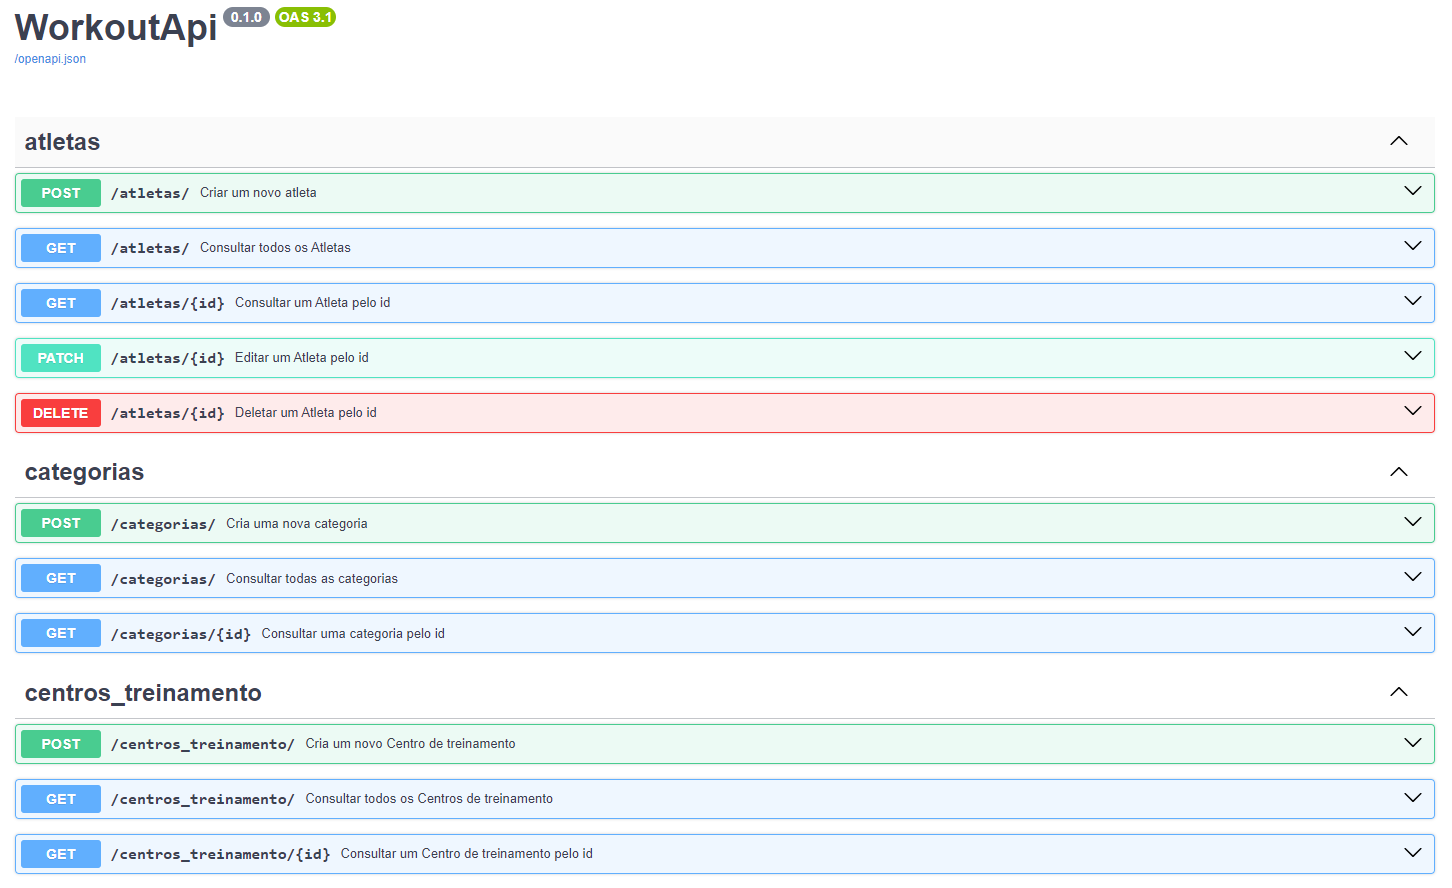 WorkoutApi 0.1.0 OAS 3.1
/openapi.json
atletas
POST /atletas/ Criar um novo atleta
GET /atletas/ Consultar todos os Atletas
GET /atletas/{id} Consultar um Atleta pelo id
PATCH /atletas/{id} Editar um Atleta pelo id
DELETE /atletas/{id} Deletar um Atleta pelo id
categorias
POST /categorias/ Cria uma nova categoria
GET /categorias/ Consultar todas as categorias
GET /categorias/{id} Consultar uma categoria pelo id
centros_treinamento
POST /centros_treinamento/ Cria um novo Centro de treinamento
GET /centros_treinamento/ Consultar todos os Centros de treinamento
GET /centros_treinamento/{id} Consultar um Centro de treinamento pelo id